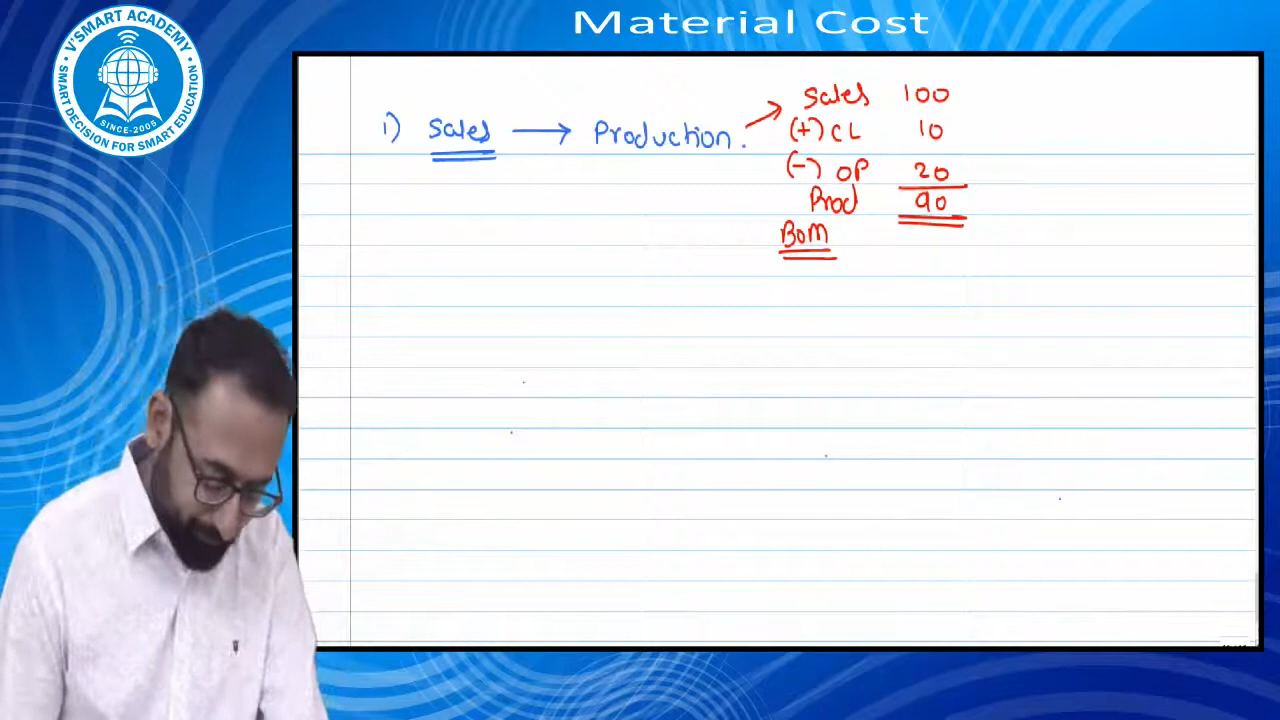 Material Cost
V'SMART ACADEMY
SMART DECISION FOR SMART EDUCATION
SINCE-2005
1) Sales → Production.
Sales 100
(+) CL 10
(-) OP 20
Prod 90
BOM